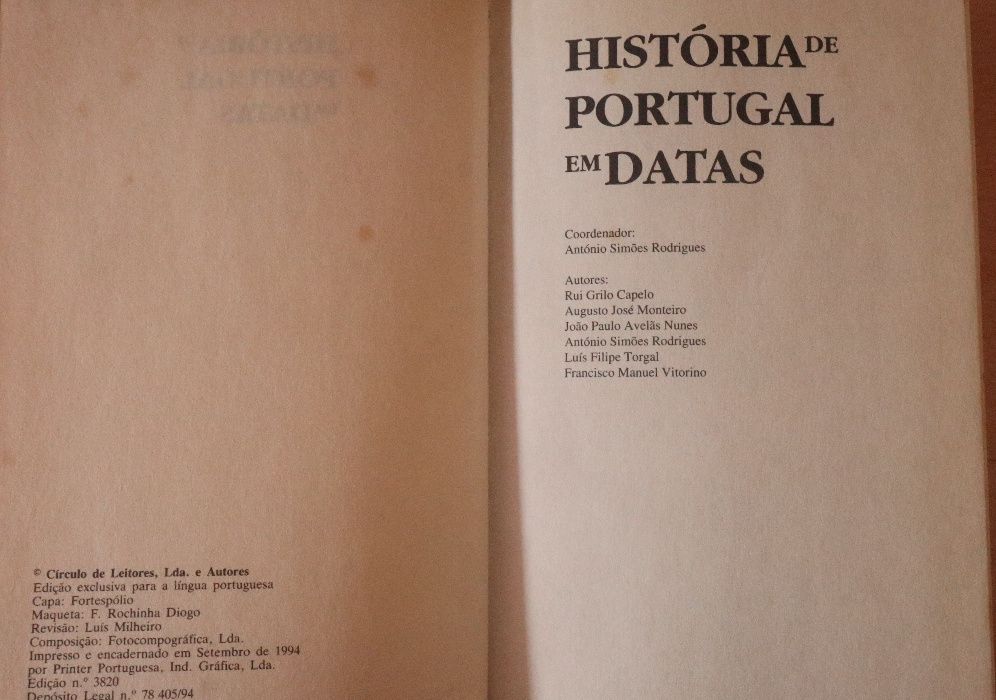 © Círculo de Leitores, Lda. e Autores
Edição exclusiva para a língua portuguesa
Capa: Fortespólio
Maqueta: F. Rochinha Diogo
Revisão: Luís Milheiro
Composição: Fotocompográfica, Lda.
Impresso e encadernado em Setembro de 1994
por Printer Portuguesa, Ind. Gráfica, Lda.
Edição n.º 3820
Depósito Legal n.º 78 405/94
HISTÓRIA DE
PORTUGAL
EM DATAS
Coordenador:
António Simões Rodrigues
Autores:
Rui Grilo Capelo
Augusto José Monteiro
João Paulo Avelãs Nunes
António Simões Rodrigues
Luís Filipe Torgal
Francisco Manuel Vitorino